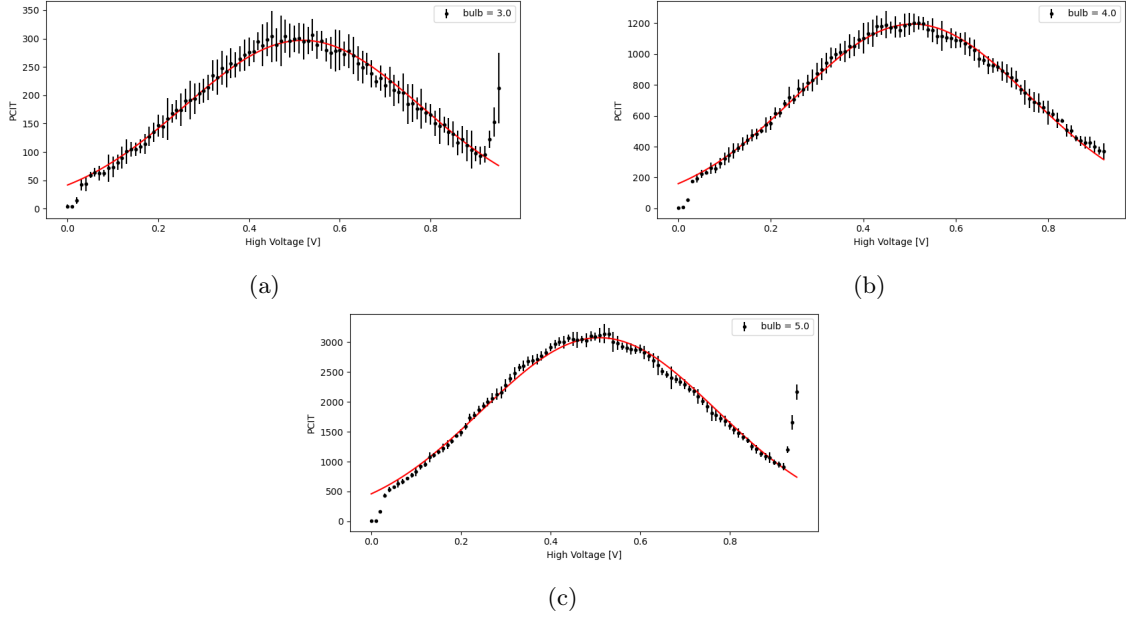 bulb = 3.0
350
300
250
200
150
100
50
0
PCIT
0.0 0.2 0.4 0.6 0.8
High Voltage [V]
(a)
bulb = 4.0
1200
1000
800
600
400
200
0
PCIT
0.0 0.2 0.4 0.6 0.8
High Voltage [V]
(b)
bulb = 5.0
3000
2500
2000
1500
1000
500
0
PCIT
0.0 0.2 0.4 0.6 0.8
High Voltage [V]
(c)